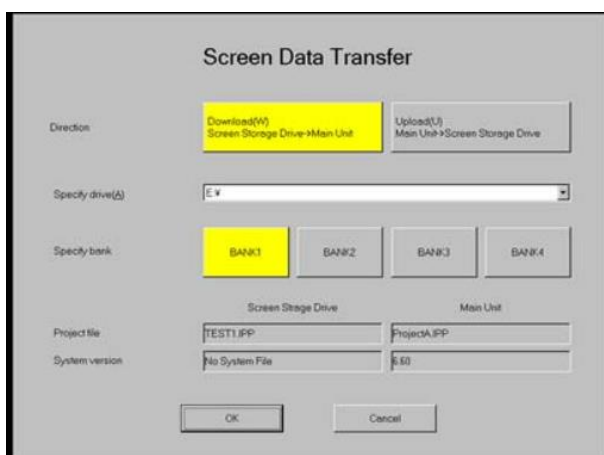 Screen Data Transfer
Direction
Download(W)
Screen Storage Drive->Main Unit
Upload(U)
Main Unit->Screen Storage Drive
Specify drive(A)
E:¥
Specify bank
BANK1
BANK2
BANK3
BANK4
Screen Strage Drive
Main Unit
Project file
TEST1.IPP
ProjectA.IPP
System version
No System File
6.60
OK
Cancel